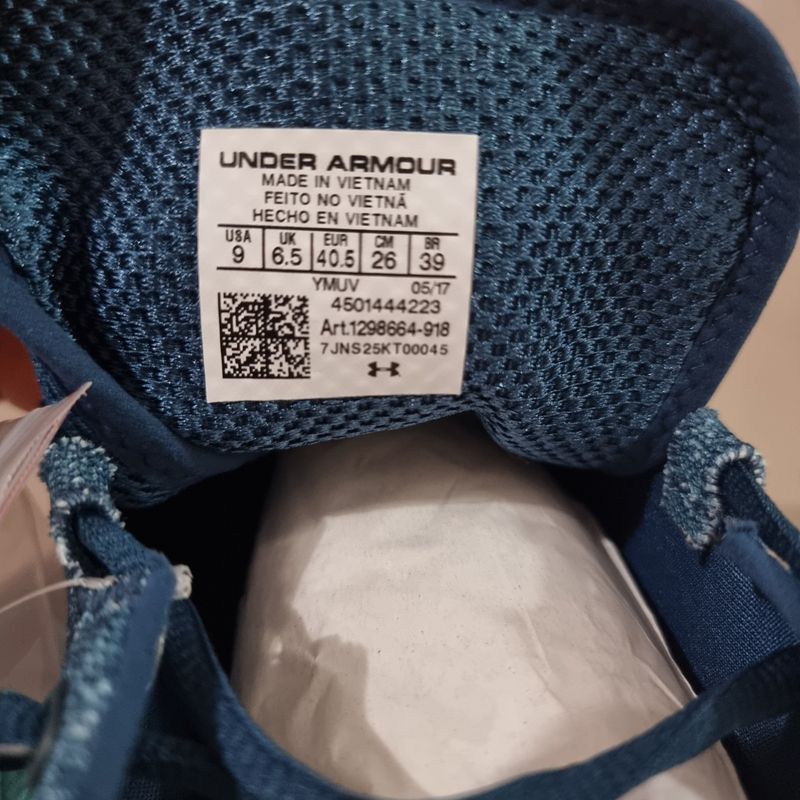 UNDER ARMOUR
MADE IN VIETNAM
FEITO NO VIETNÃ
HECHO EN VIETNAM
USA UK EUR CM BR
9 6.5 40.5 26 39
YMUV 05/17
4501444223
Art.1298664-918
7JNS25KT00045